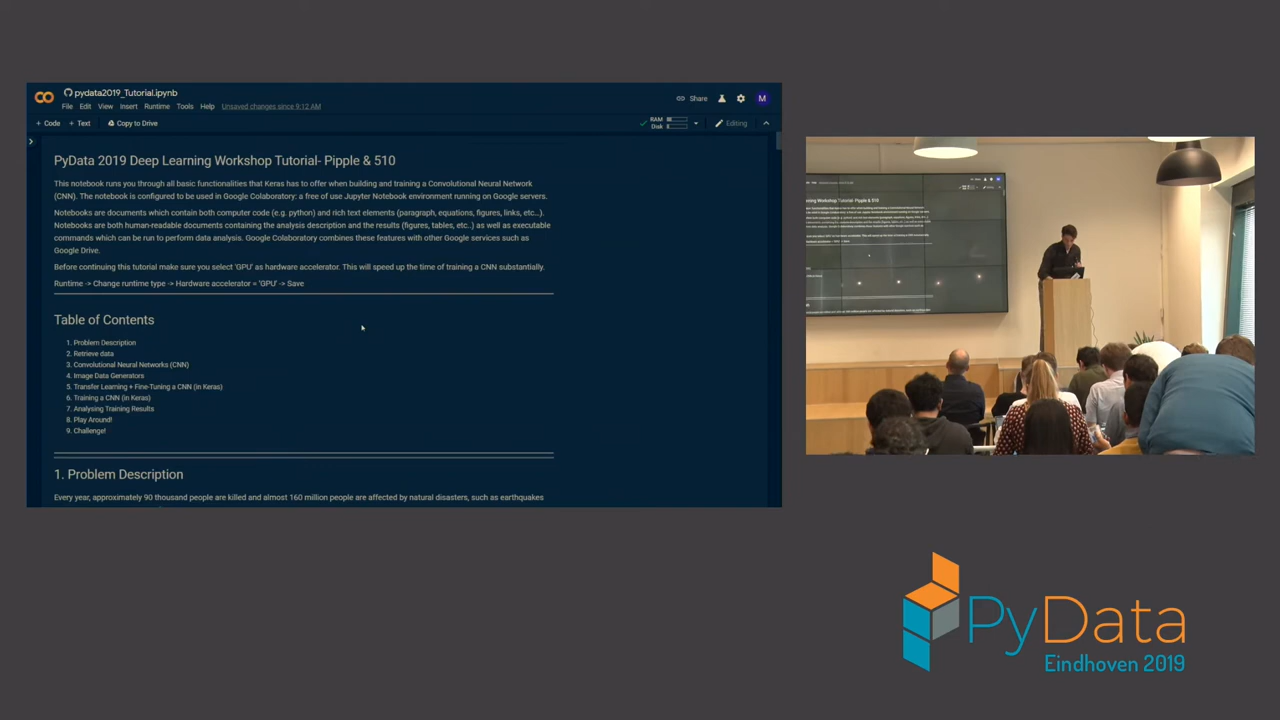 pydata2019_Tutorial.ipynb
File Edit View Insert Runtime Tools Help Unsaved changes since 9:12 AM
Share
M
+ Code + Text Copy to Drive
RAM
Disk
Editing
PyData 2019 Deep Learning Workshop Tutorial- Pipple & 510
This notebook runs you through all basic functionalities that Keras has to offer when building and training a Convolutional Neural Network
(CNN). The notebook is configured to be used in Google Colaboratory: a free of use Jupyter Notebook environment running on Google servers.
Notebooks are documents which contain both computer code (e.g. python) and rich text elements (paragraph, equations, figures, links, etc...).
Notebooks are both human-readable documents containing the analysis description and the results (figures, tables, etc..) as well as executable
commands which can be run to perform data analysis. Google Colaboratory combines these features with other Google services such as
Google Drive.
Before continuing this tutorial make sure you select 'GPU' as hardware accelerator. This will speed up the time of training a CNN substantially.
Runtime -> Change runtime type -> Hardware accelerator = 'GPU' -> Save
Table of Contents
1. Problem Description
2. Retrieve data
3. Convolutional Neural Networks (CNN)
4. Image Data Generators
5. Transfer Learning + Fine-Tuning a CNN (in Keras)
6. Training a CNN (in Keras)
7. Analysing Training Results
8. Play Around!
9. Challenge!
1. Problem Description
Every year, approximately 90 thousand people are killed and almost 160 million people are affected by natural disasters, such as earthquakes
PyData
Eindhoven 2019